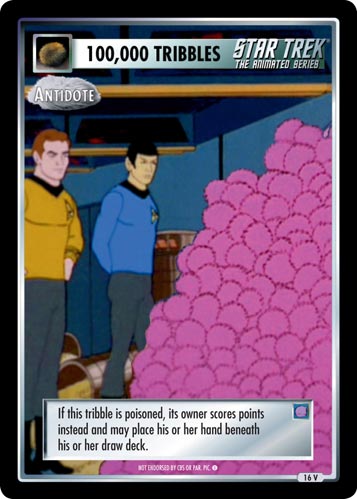 100,000 TRIBBLES
STAR TREK
THE ANIMATED SERIES
ANTIDOTE
If this tribble is poisoned, its owner scores points
instead and may place his or her hand beneath
his or her draw deck.
NOT ENDORSED BY CBS OR PAR. PIC.
16 V